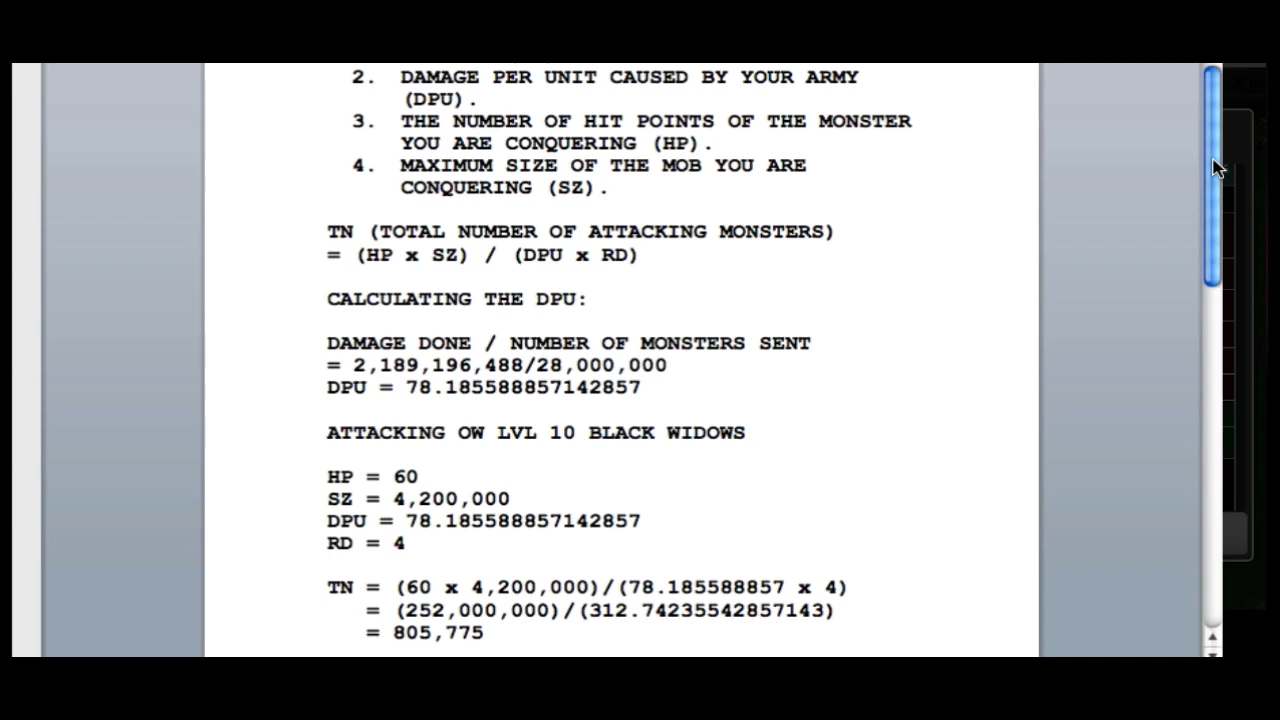 2. DAMAGE PER UNIT CAUSED BY YOUR ARMY
(DPU).
3. THE NUMBER OF HIT POINTS OF THE MONSTER
YOU ARE CONQUERING (HP).
4. MAXIMUM SIZE OF THE MOB YOU ARE
CONQUERING (SZ).
TN (TOTAL NUMBER OF ATTACKING MONSTERS)
= (HP x SZ) / (DPU x RD)
CALCULATING THE DPU:
DAMAGE DONE / NUMBER OF MONSTERS SENT
= 2,189,196,488/28,000,000
DPU = 78.185588857142857
ATTACKING OW LVL 10 BLACK WIDOWS
HP = 60
SZ = 4,200,000
DPU = 78.185588857142857
RD = 4
TN = (60 x 4,200,000)/(78.185588857 x 4)
= (252,000,000)/(312.74235542857143)
= 805,775